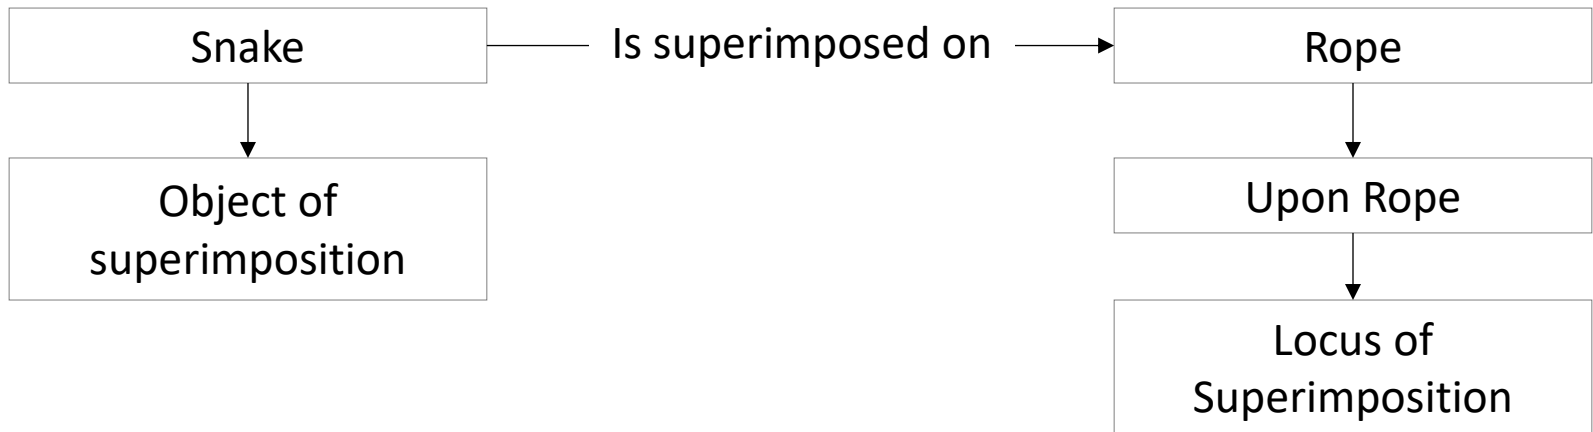 Snake
Is superimposed on
Rope
Object of
superimposition
Upon Rope
Locus of
Superimposition